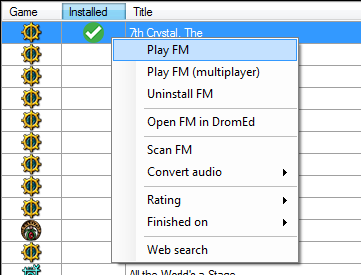 Game Installed Title
7th Crystal, The
Play FM
Play FM (multiplayer)
Uninstall FM
Open FM in DromEd
Scan FM
Convert audio
Rating
Finished on
Web search
All the World's a Stage